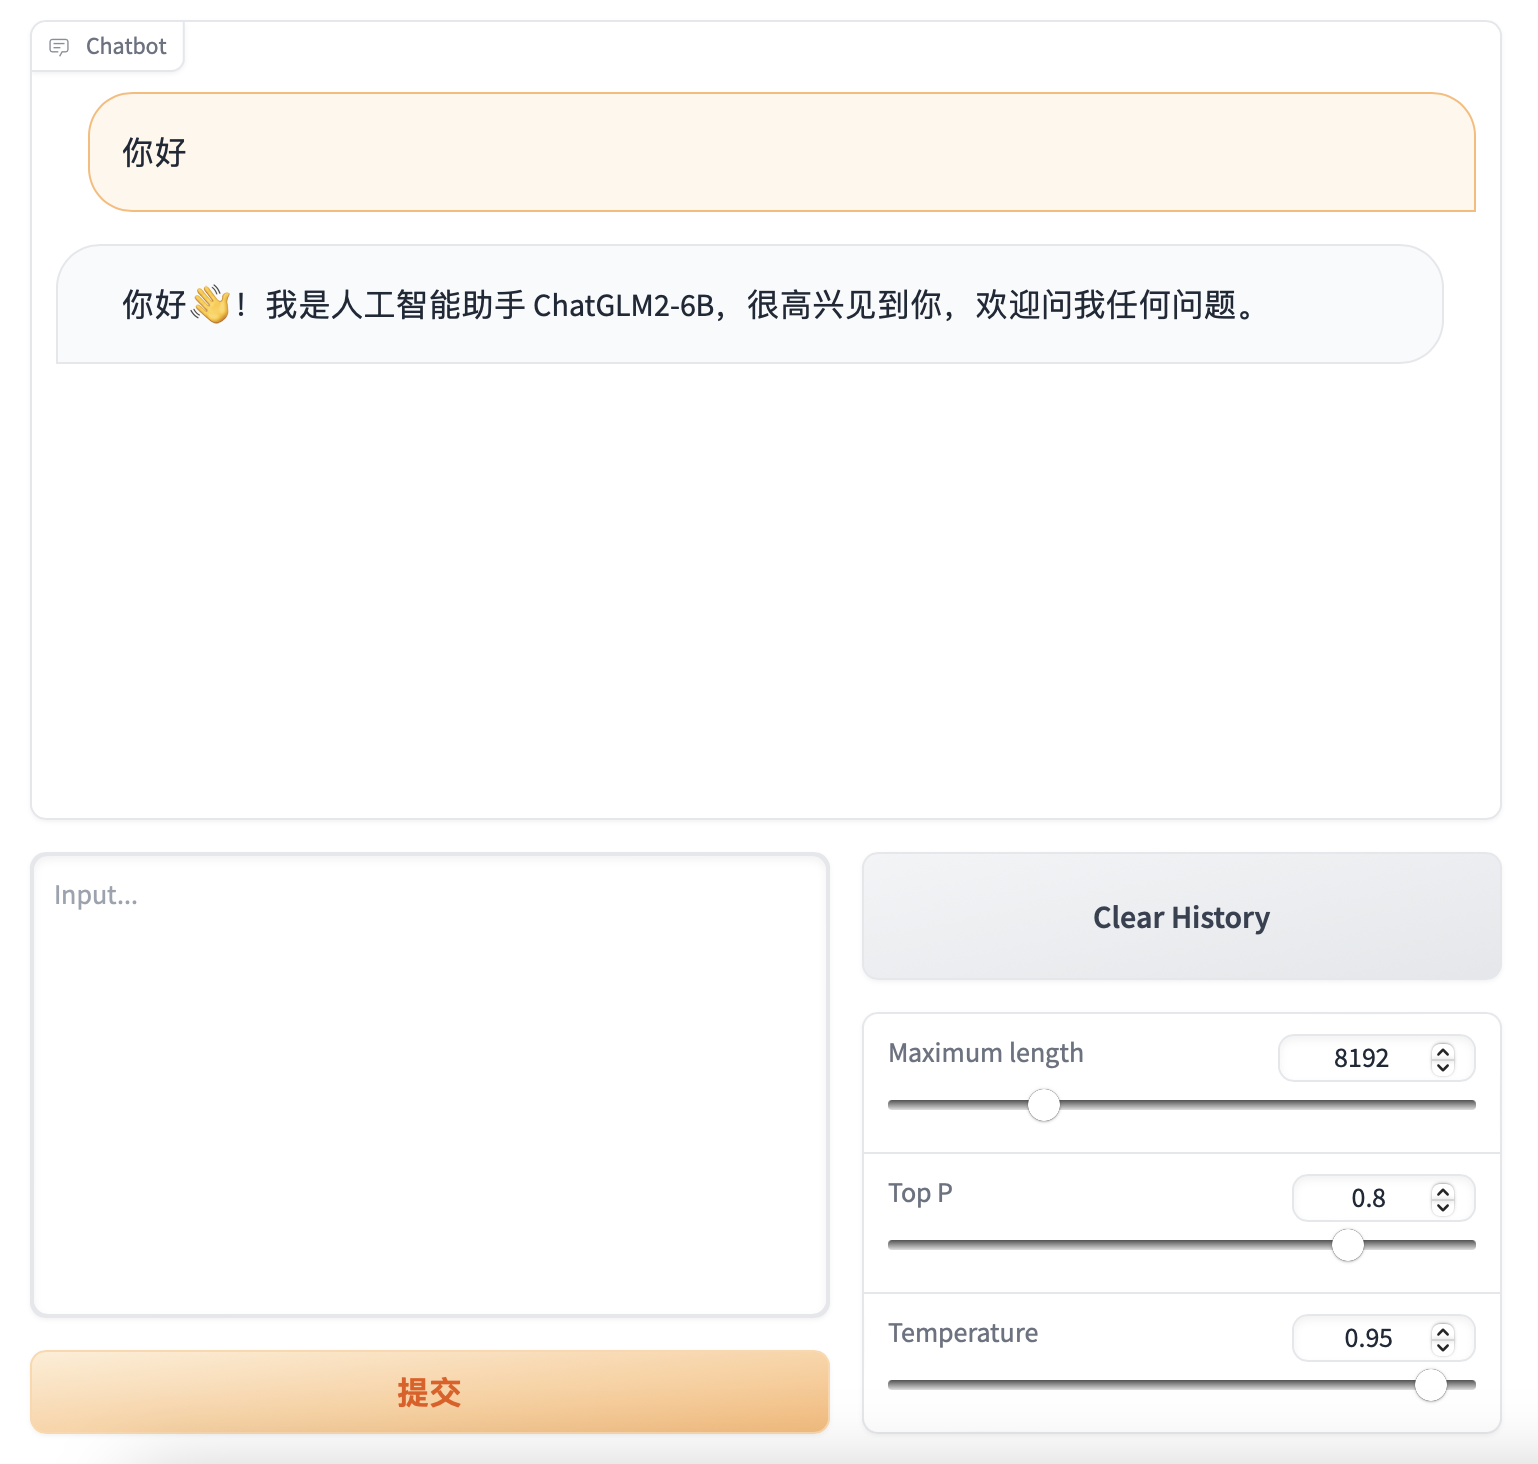 Chatbot
你好
你好👋！我是人工智能助手 ChatGLM2-6B，很高兴见到你，欢迎问我任何问题。
Input...
提交
Clear History
Maximum length
8192
Top P
0.8
Temperature
0.95